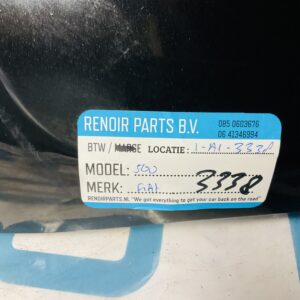 RENOIR PARTS B.V.
085 0603676
06 41346994
BTW / MARGE LOCATIE: 1-A1-3338
MODEL: 500
MERK: FIAT 3338
RENOIRPARTS.NL "We got everything to get your car back on the road"